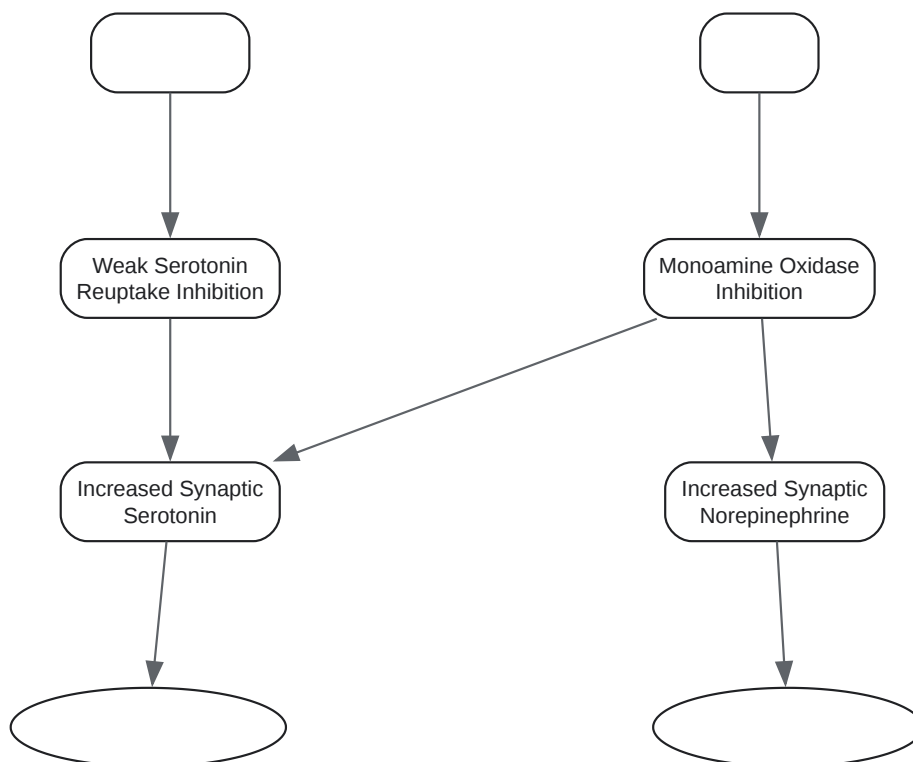 Weak Serotonin
Reuptake Inhibition
Monoamine Oxidase
Inhibition
Increased Synaptic
Serotonin
Increased Synaptic
Norepinephrine